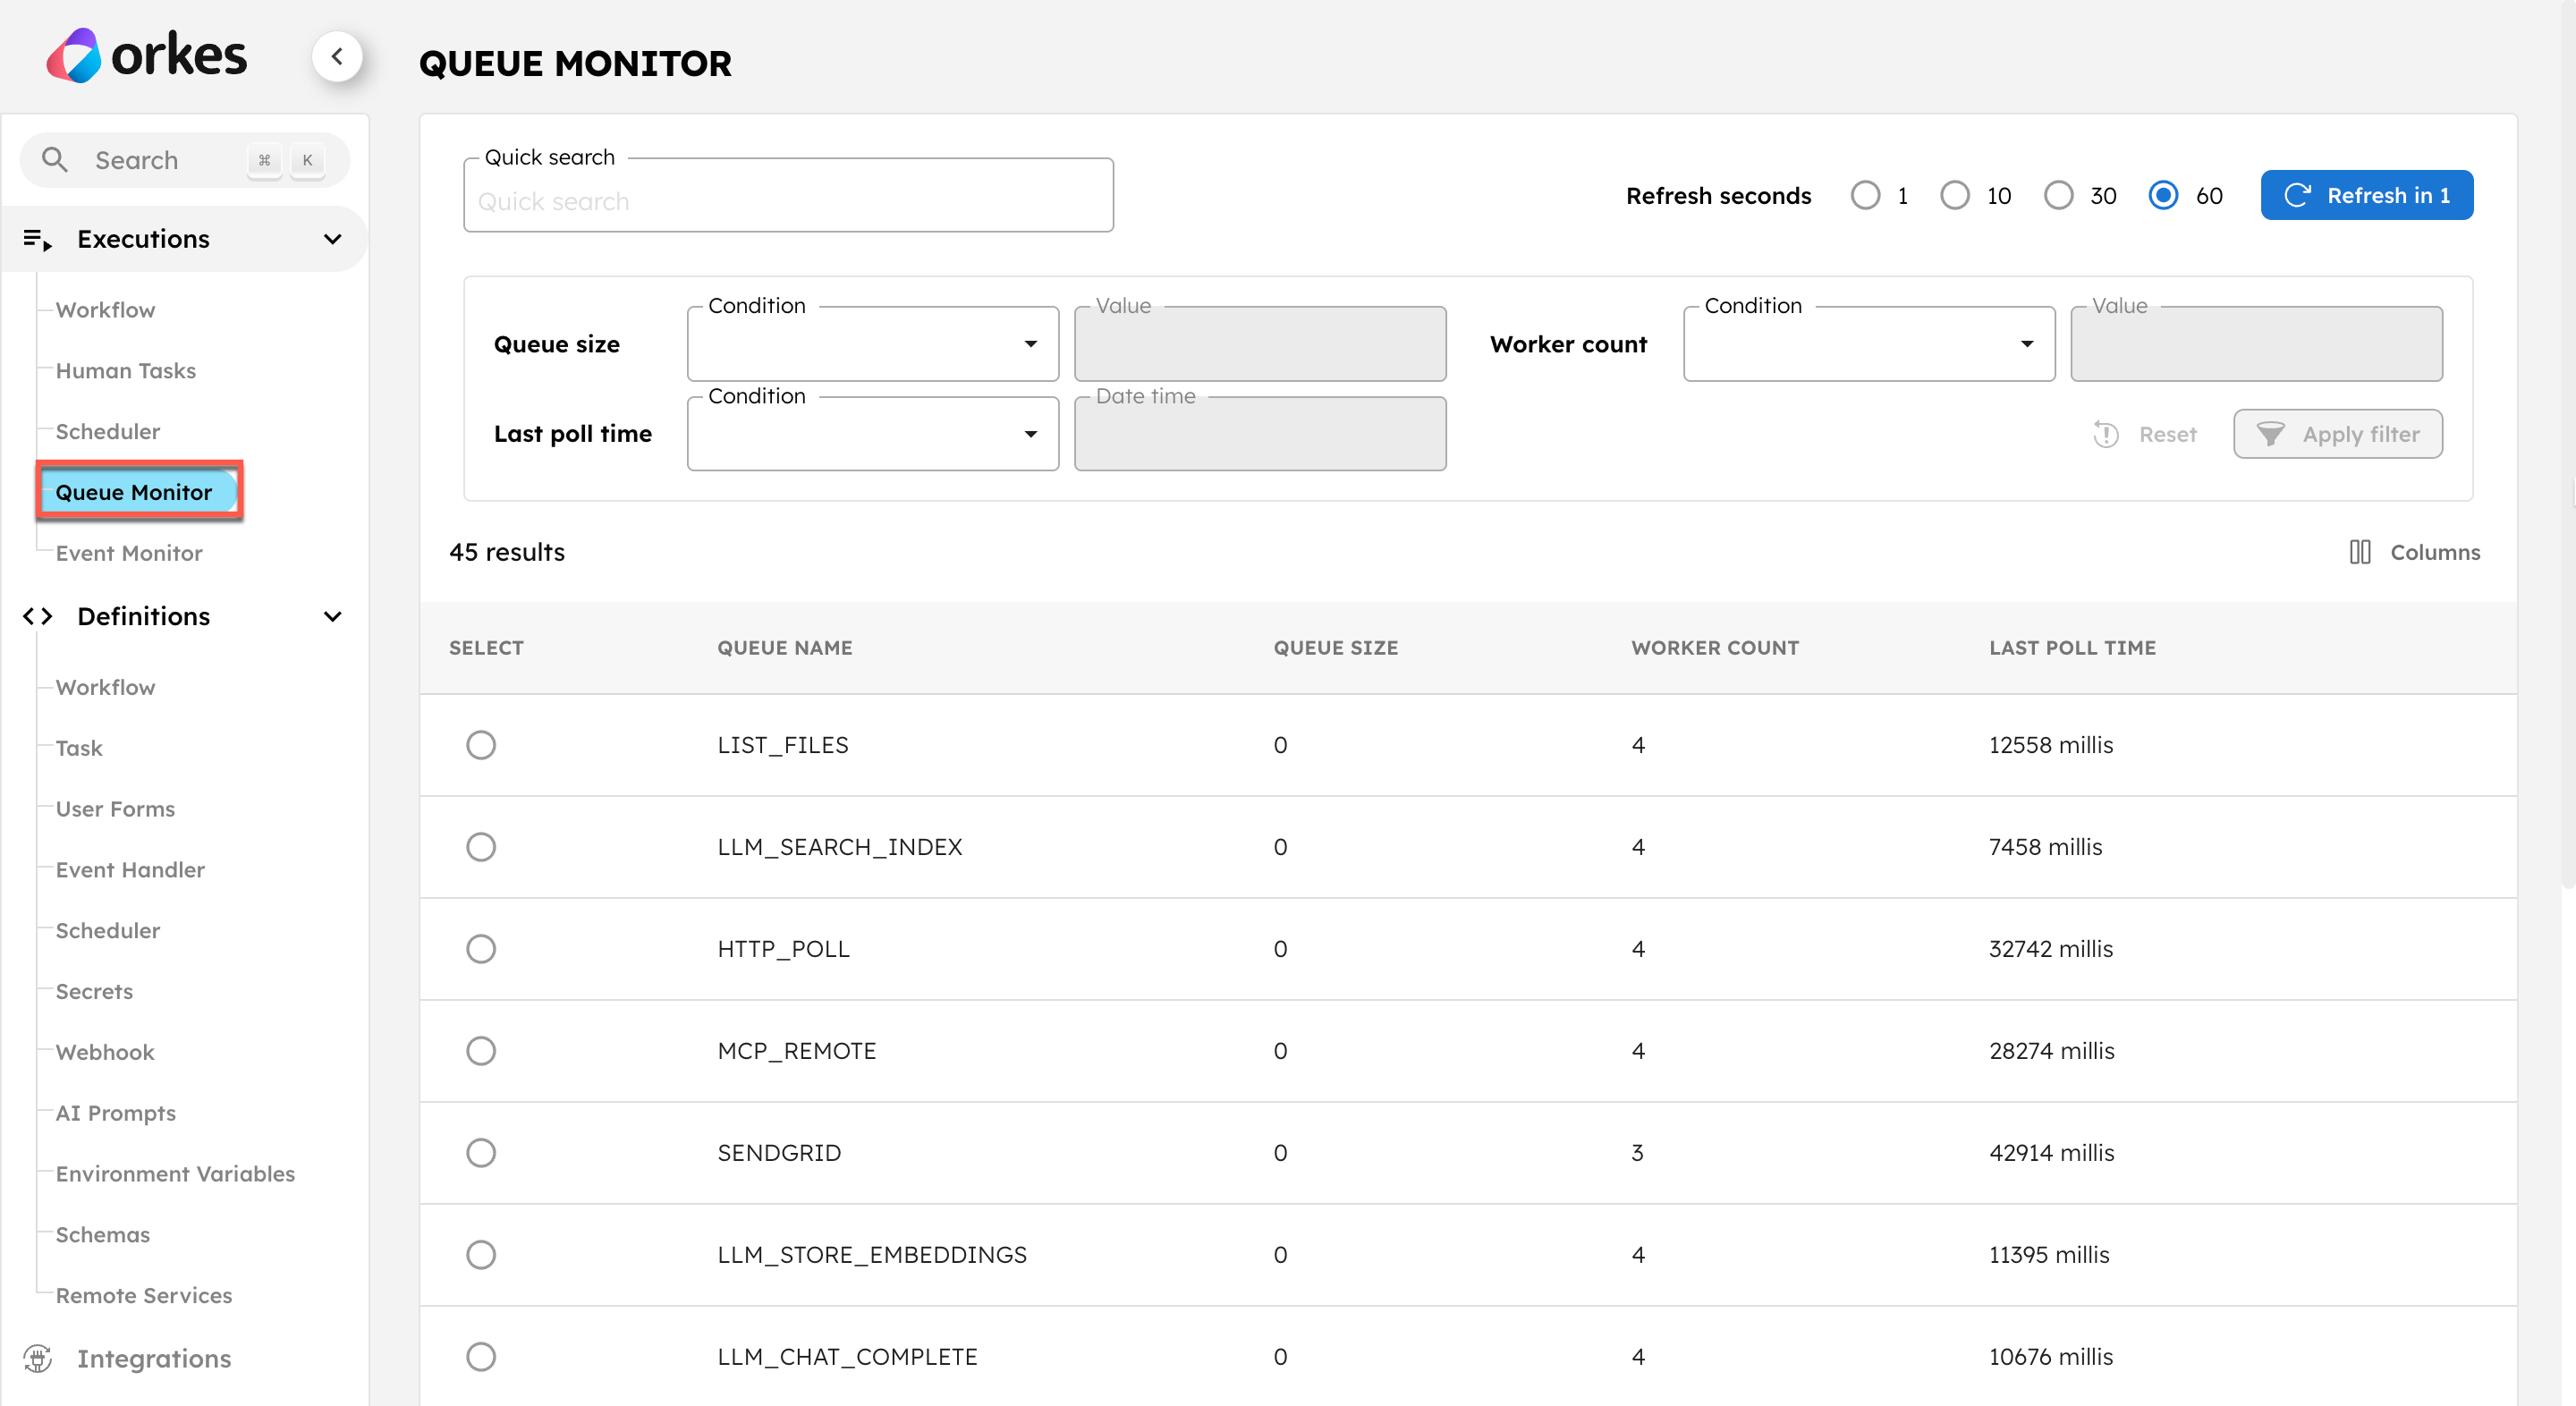 orkes
QUEUE MONITOR
Search ⌘ K
Executions
Workflow
Human Tasks
Scheduler
Queue Monitor
Event Monitor
Definitions
Workflow
Task
User Forms
Event Handler
Scheduler
Secrets
Webhook
AI Prompts
Environment Variables
Schemas
Remote Services
Integrations
Quick search
Quick search
Refresh seconds 1 10 30 60 Refresh in 1
Condition Value Condition Value
Queue size Worker count
Condition Date time
Last poll time Reset Apply filter
45 results Columns
SELECT QUEUE NAME QUEUE SIZE WORKER COUNT LAST POLL TIME
LIST_FILES 0 4 12558 millis
LLM_SEARCH_INDEX 0 4 7458 millis
HTTP_POLL 0 4 32742 millis
MCP_REMOTE 0 4 28274 millis
SENDGRID 0 3 42914 millis
LLM_STORE_EMBEDDINGS 0 4 11395 millis
LLM_CHAT_COMPLETE 0 4 10676 millis